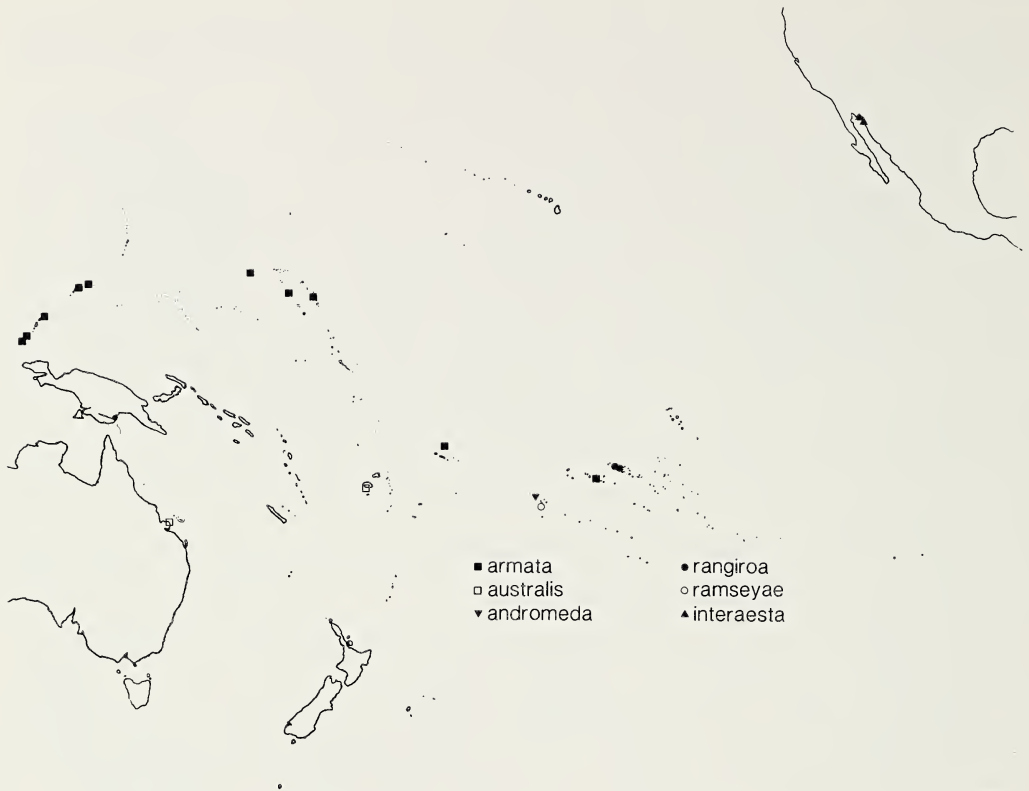 ■ armata
□ australis
▼ andromeda
● rangiroa
○ ramseyae
▲ interaesta